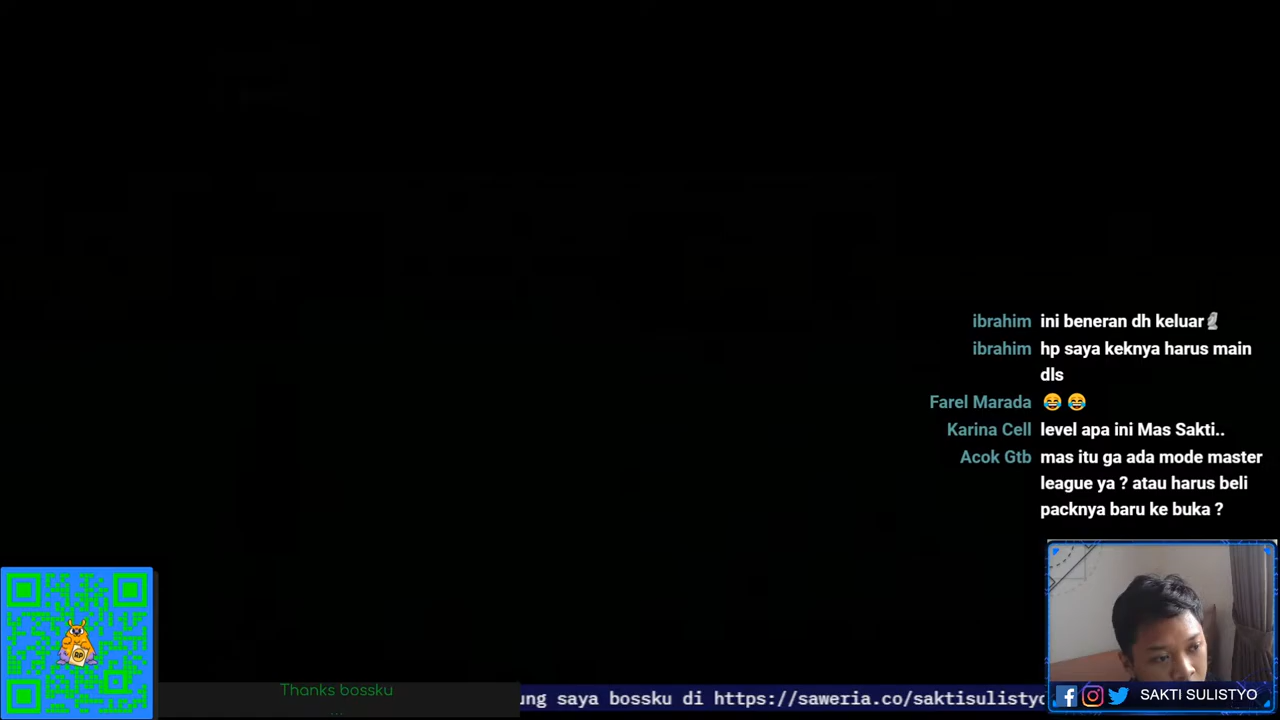 ibrahim ini beneran dh keluar🗿
ibrahim hp saya keknya harus main
dls
Farel Marada 😂 😂
Karina Cell level apa ini Mas Sakti..
Acok Gtb mas itu ga ada mode master
league ya ? atau harus beli
packnya baru ke buka ?
RP
Thanks bossku
...
ung saya bossku di https://saweria.co/saktisulistyo
SAKTI SULISTYO